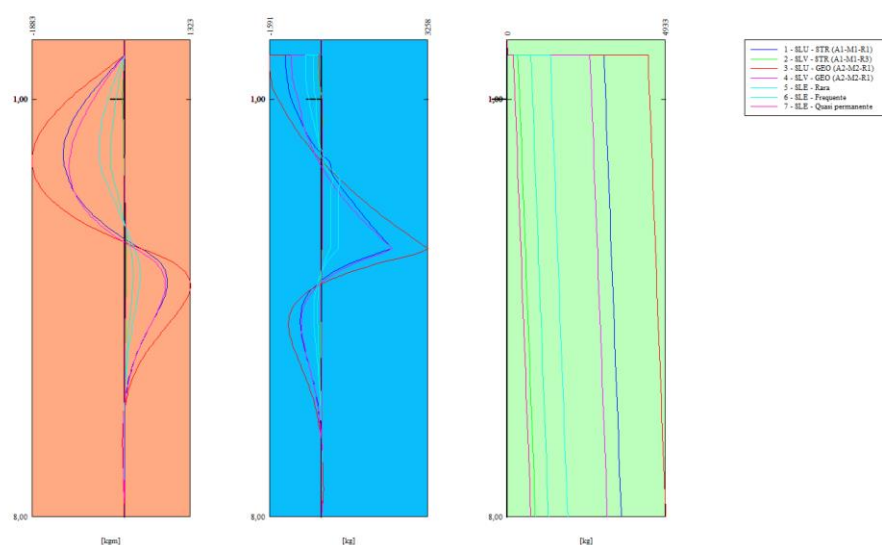 -1883
1323
-1591
3258
0
4933
1,00
1,00
1,00
8,00
8,00
8,00
[kgm]
[kg]
[kg]
1 - SLU - STR (A1-M1-R1)
2 - SLV - STR (A1-M1-R3)
3 - SLU - GEO (A2-M2-R1)
4 - SLV - GEO (A2-M2-R1)
5 - SLE - Rara
6 - SLE - Frequente
7 - SLE - Quasi permanente